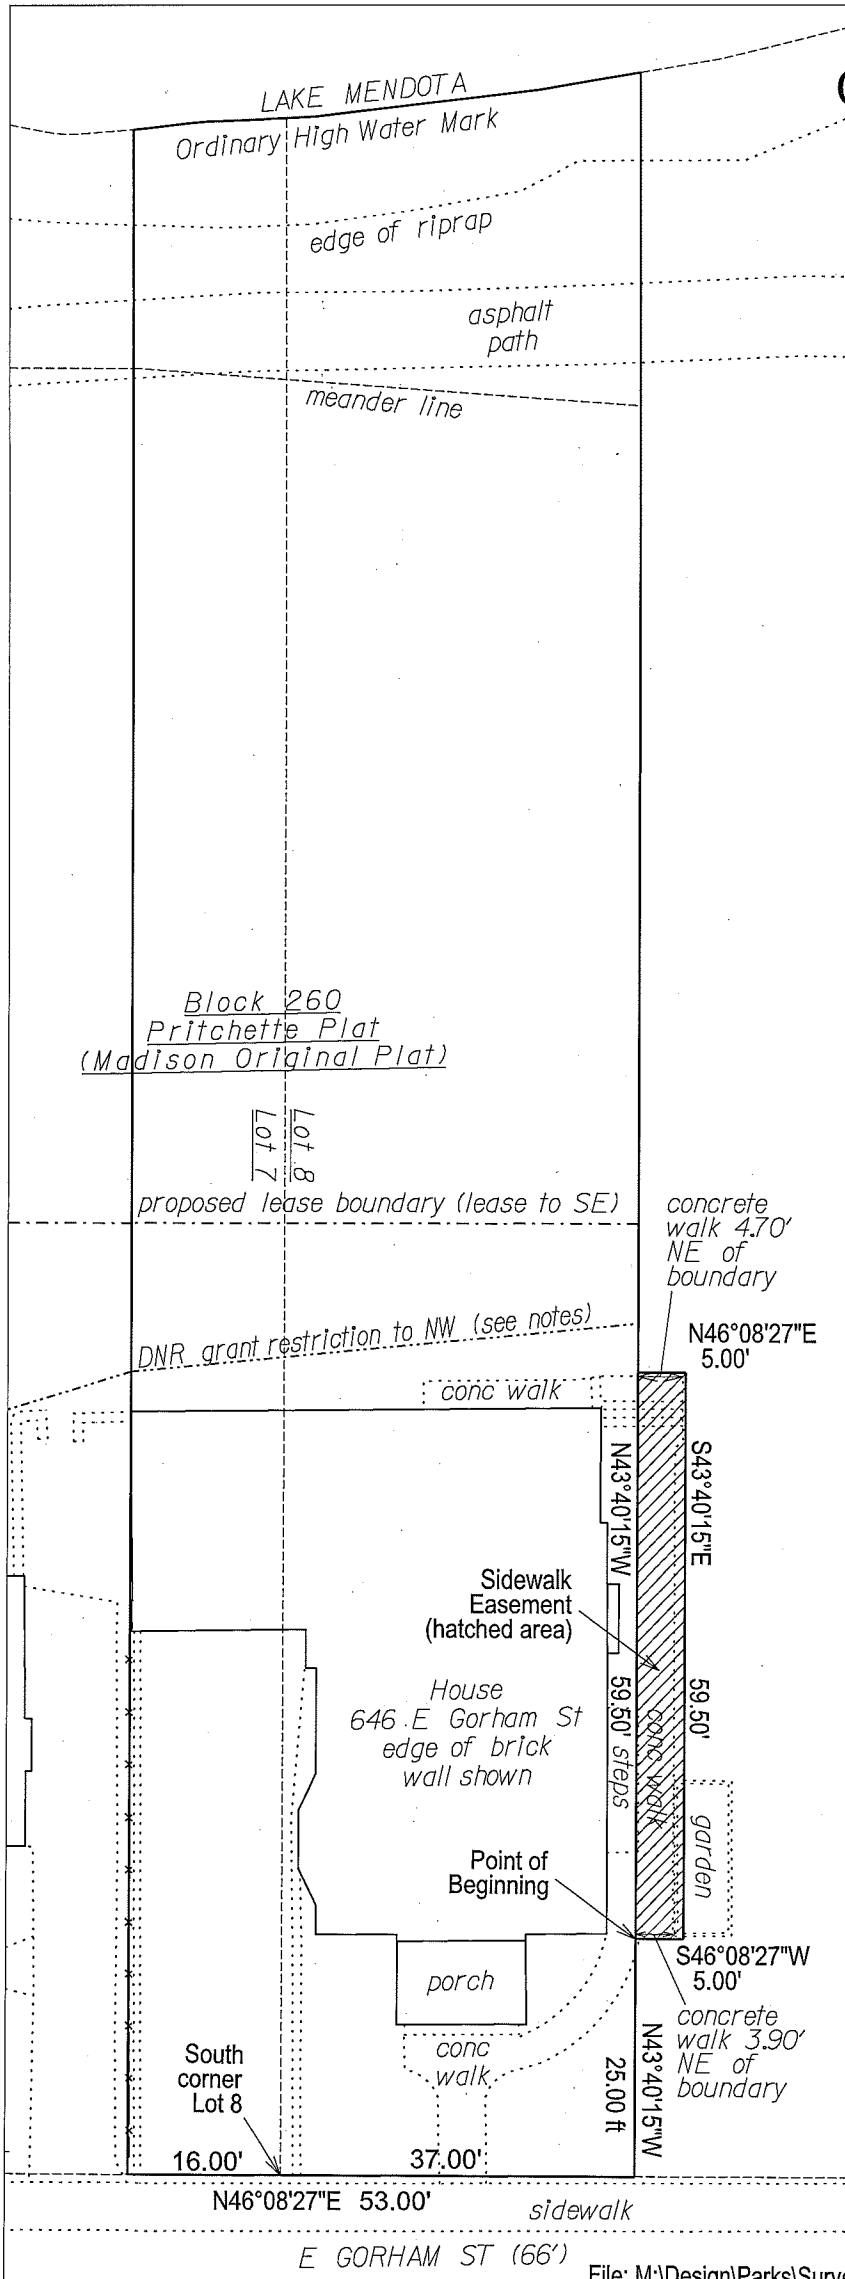 LAKE MENDOTA
Ordinary High Water Mark
edge of riprap
asphalt
path
meander line
Block 260
Pritchette Plat
(Madison Original Plat)
Lot 8
Lot 7
proposed lease boundary (lease to SE)
concrete
walk 4.70'
NE of
boundary
DNR grant restriction to NW (see notes)
N46°08'27"E
5.00'
conc walk
N43°40'15"W
59.50'
S43°40'15"E
59.50'
Sidewalk
Easement
(hatched area)
House
646 E Gorham St
edge of brick
wall shown
steps
conc walk
garden
Point of
Beginning
S46°08'27"W
5.00'
porch
concrete
walk 3.90'
NE of
boundary
conc
walk
N43°40'15"W
25.00 ft
South
corner
Lot 8
16.00'
37.00'
N46°08'27"E 53.00'
sidewalk
E GORHAM ST (66')
File: M:\Design\Parks\Surve